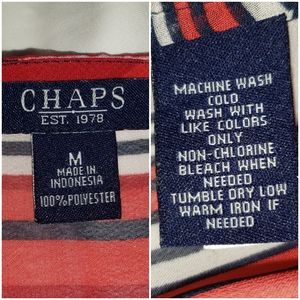 CHAPS
EST. 1978
M
MADE IN
INDONESIA
100% POLYESTER
MACHINE WASH
COLD
WASH WITH
LIKE COLORS
ONLY
NON-CHLORINE
BLEACH WHEN
NEEDED
TUMBLE DRY LOW
WARM IRON IF
NEEDED